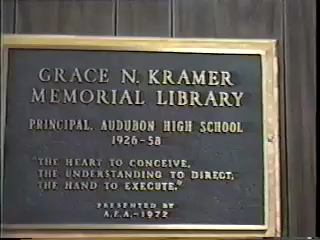 GRACE N. KRAMER
MEMORIAL LIBRARY
PRINCIPAL, AUDUBON HIGH SCHOOL
1926-58
"THE HEART TO CONCEIVE,
THE UNDERSTANDING TO DIRECT,
THE HAND TO EXECUTE."
PRESENTED BY
A.E.A.-1972